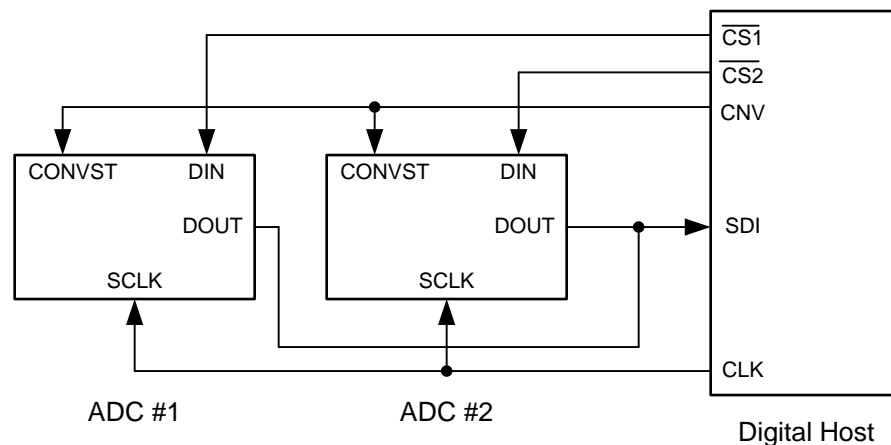 CS1
CS2
CNV
CONVST DIN
CONVST DIN
DOUT
DOUT
SDI
SCLK
SCLK
CLK
ADC #1
ADC #2
Digital Host